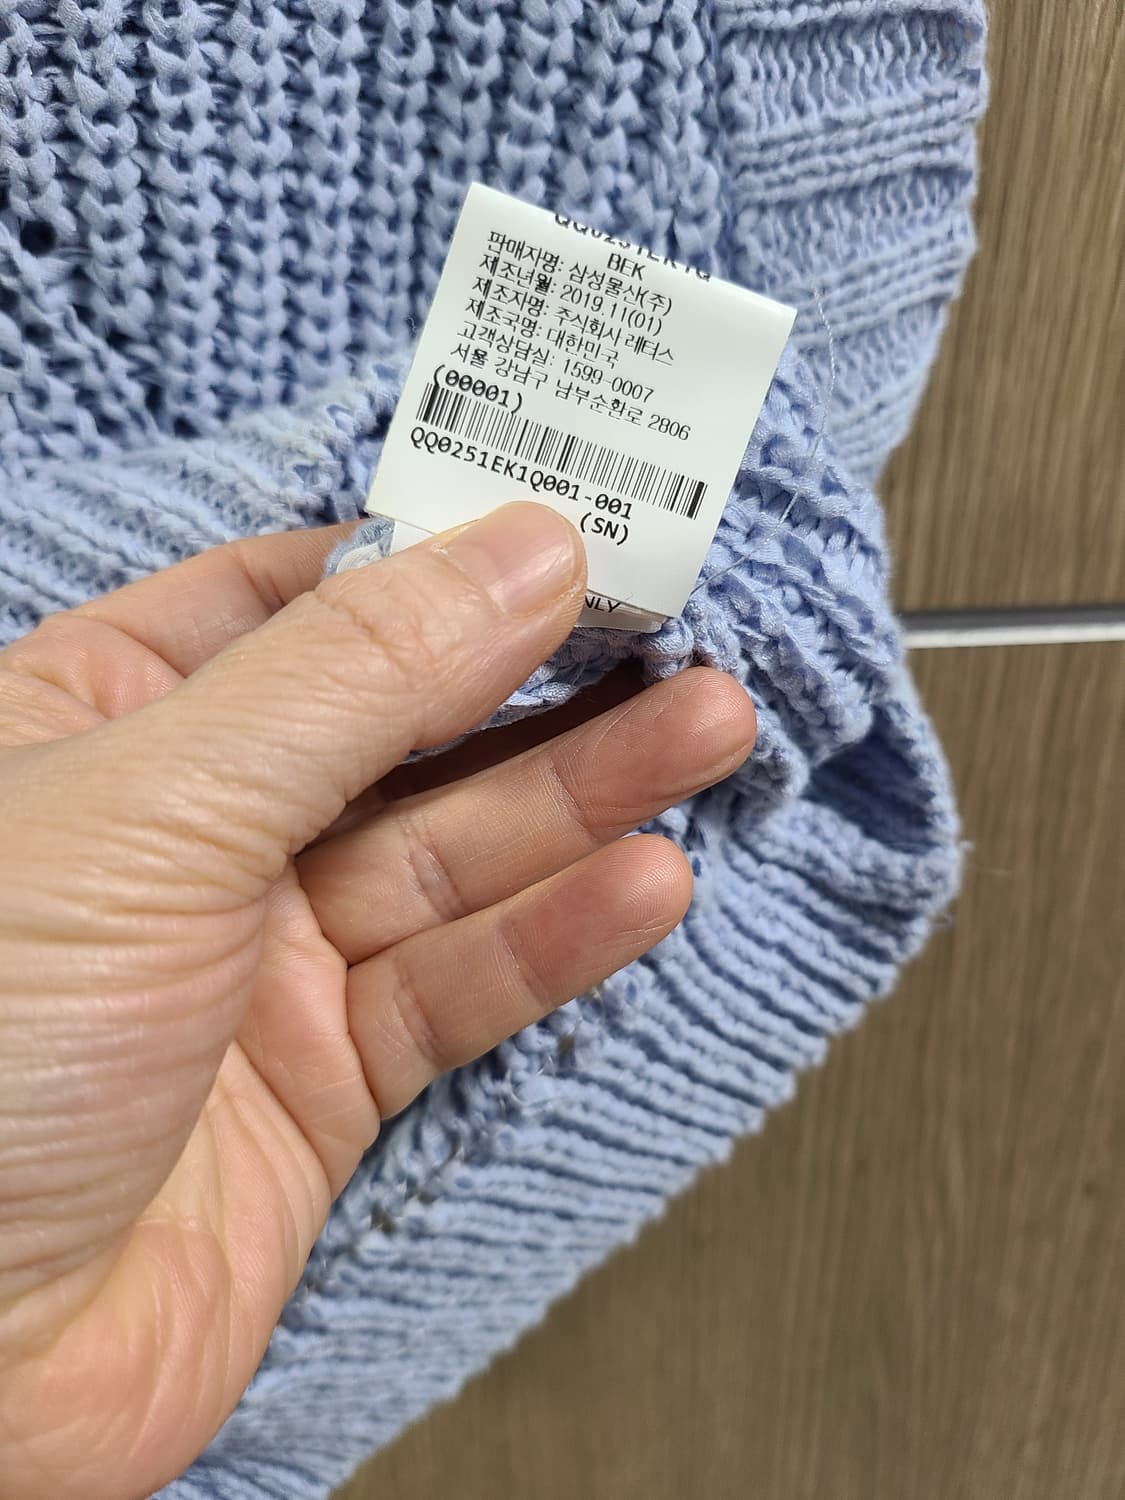 BEK
판매자명: 삼성물산(주)
제조년월: 2019.11(01)
제조자명: 주식회사 레터스
제조국명: 대한민국
고객상담실: 1599-0007
서울 강남구 남부순환로 2806
(00001)
QQ0251EK1Q001-001
(SN)